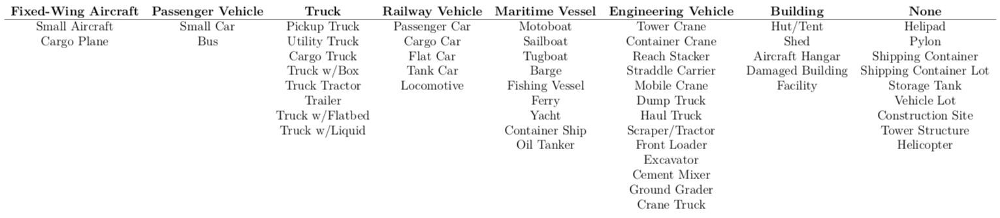 Fixed-Wing Aircraft Passenger Vehicle Truck Railway Vehicle Maritime Vessel Engineering Vehicle Building None
Small Aircraft Small Car Pickup Truck Passenger Car Motoboat Tower Crane Hut/Tent Helipad
Cargo Plane Bus Utility Truck Cargo Car Sailboat Container Crane Shed Pylon
Cargo Truck Flat Car Tugboat Reach Stacker Aircraft Hangar Shipping Container
Truck w/Box Tank Car Barge Straddle Carrier Damaged Building Shipping Container Lot
Truck Tractor Locomotive Fishing Vessel Mobile Crane Facility Storage Tank
Trailer Ferry Dump Truck Vehicle Lot
Truck w/Flatbed Yacht Haul Truck Construction Site
Truck w/Liquid Container Ship Scraper/Tractor Tower Structure
Oil Tanker Front Loader Helicopter
Excavator
Cement Mixer
Ground Grader
Crane Truck